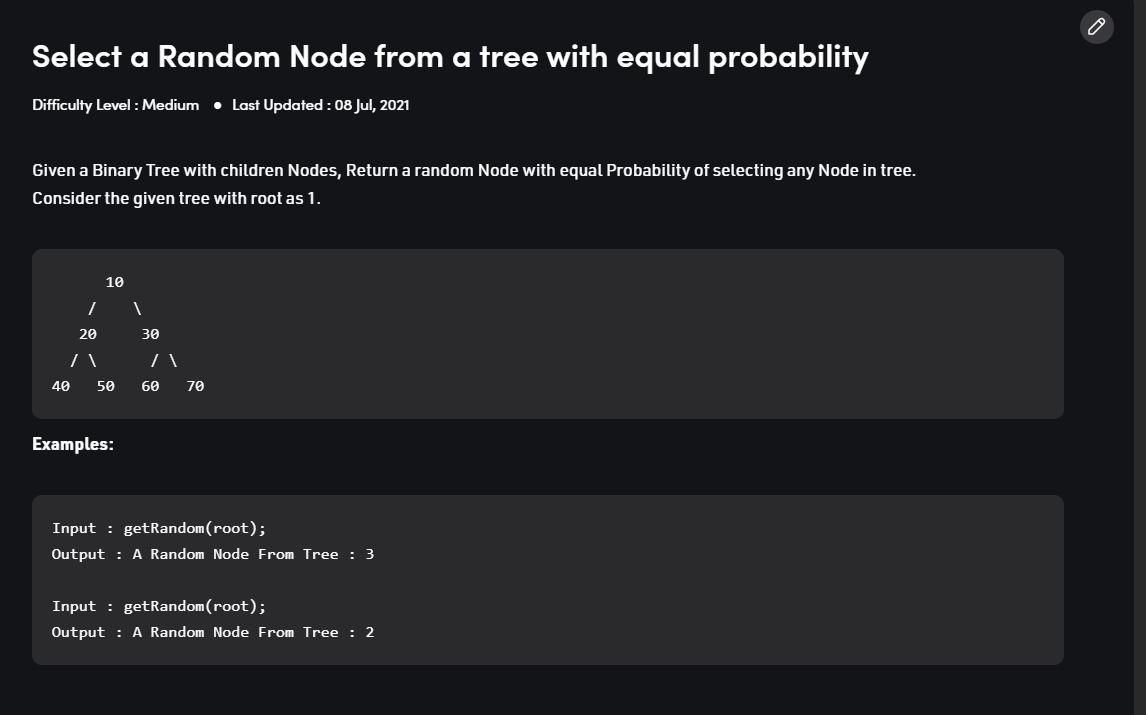 Select a Random Node from a tree with equal probability
Difficulty Level : Medium ● Last Updated : 08 Jul, 2021
Given a Binary Tree with children Nodes, Return a random Node with equal Probability of selecting any Node in tree.
Consider the given tree with root as 1.
10
/ \
20 30
/ \ / \
40 50 60 70
Examples:
Input : getRandom(root);
Output : A Random Node From Tree : 3
Input : getRandom(root);
Output : A Random Node From Tree : 2